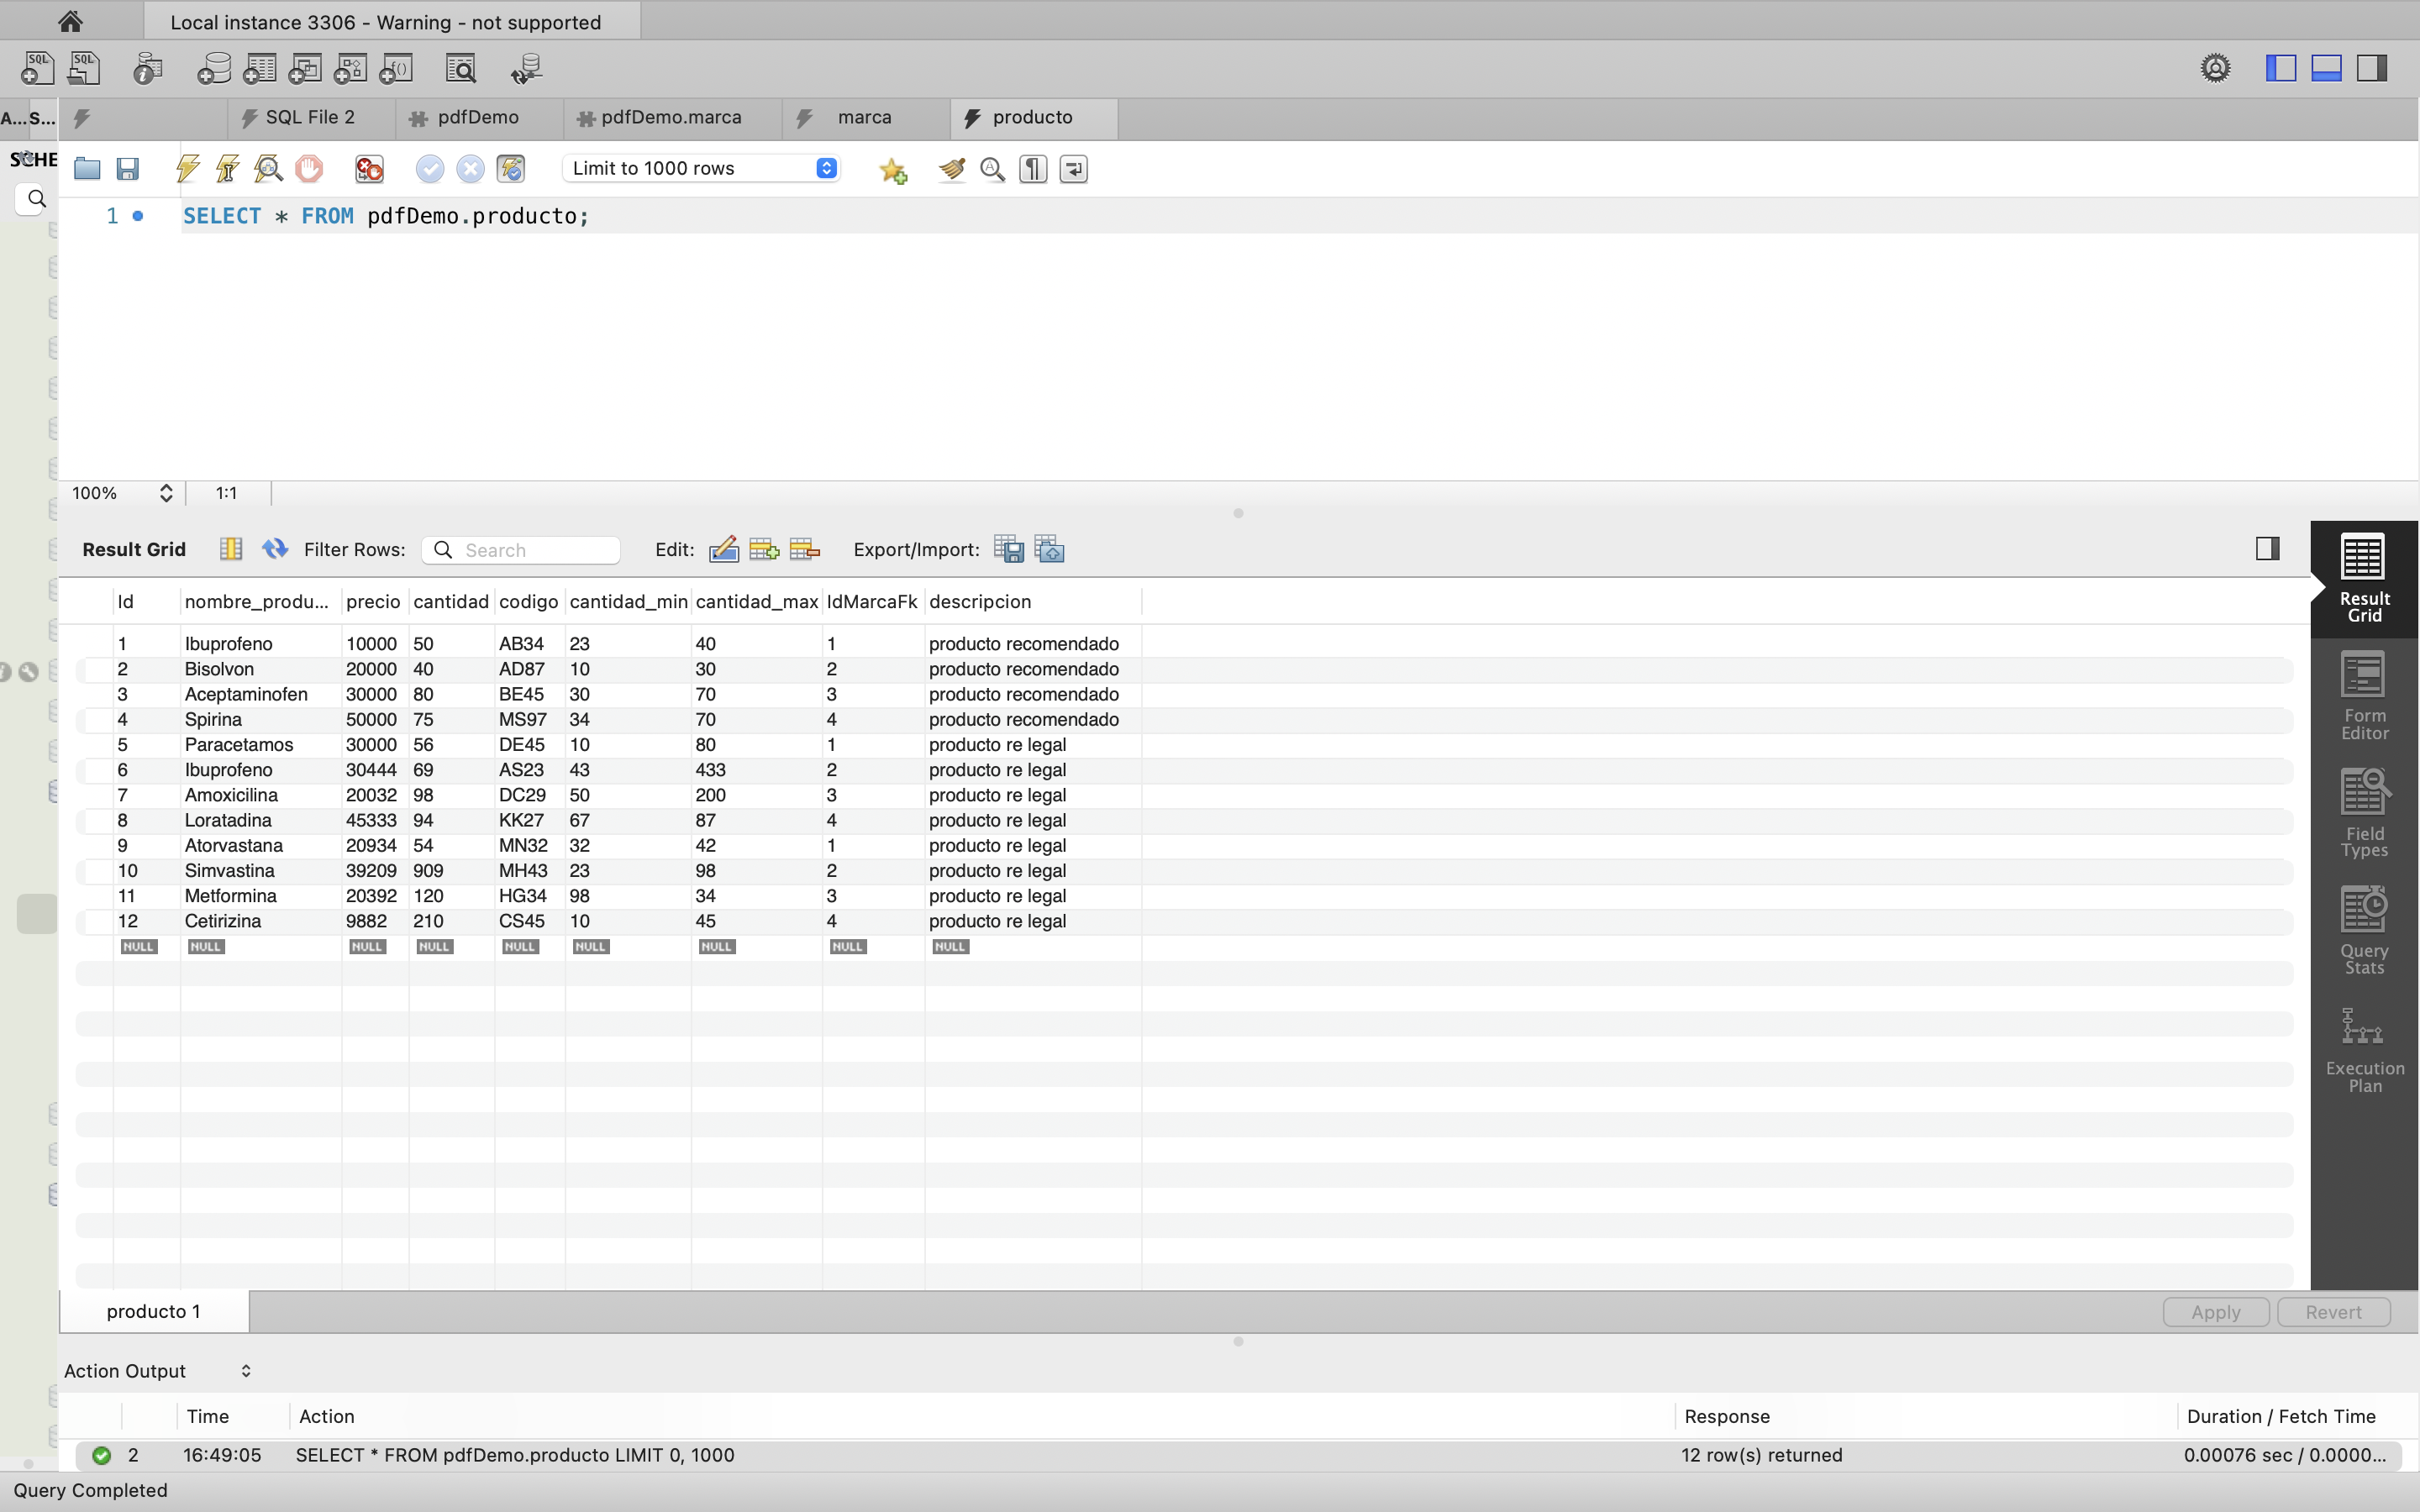 Local instance 3306 - Warning - not supported
SQL SQL
A... S... SQL File 2 pdfDemo pdfDemo.marca marca producto
SCHE
Limit to 1000 rows
1 SELECT * FROM pdfDemo.producto;
100% 1:1
Result Grid Filter Rows: Search Edit: Export/Import:
Id nombre_produ... precio cantidad codigo cantidad_min cantidad_max IdMarcaFk descripcion
1 Ibuprofeno 10000 50 AB34 23 40 1 producto recomendado
2 Bisolvon 20000 40 AD87 10 30 2 producto recomendado
3 Aceptaminofen 30000 80 BE45 30 70 3 producto recomendado
4 Spirina 50000 75 MS97 34 70 4 producto recomendado
5 Paracetamos 30000 56 DE45 10 80 1 producto re legal
6 Ibuprofeno 30444 69 AS23 43 433 2 producto re legal
7 Amoxicilina 20032 98 DC29 50 200 3 producto re legal
8 Loratadina 45333 94 KK27 67 87 4 producto re legal
9 Atorvastana 20934 54 MN32 32 42 1 producto re legal
10 Simvastina 39209 909 MH43 23 98 2 producto re legal
11 Metformina 20392 120 HG34 98 34 3 producto re legal
12 Cetirizina 9882 210 CS45 10 45 4 producto re legal
NULL NULL NULL NULL NULL NULL NULL NULL NULL
Result
Grid
Form
Editor
Field
Types
Query
Stats
Execution
Plan
producto 1 Apply Revert
Action Output
Time Action Response Duration / Fetch Time
2 16:49:05 SELECT * FROM pdfDemo.producto LIMIT 0, 1000 12 row(s) returned 0.00076 sec / 0.0000...
Query Completed